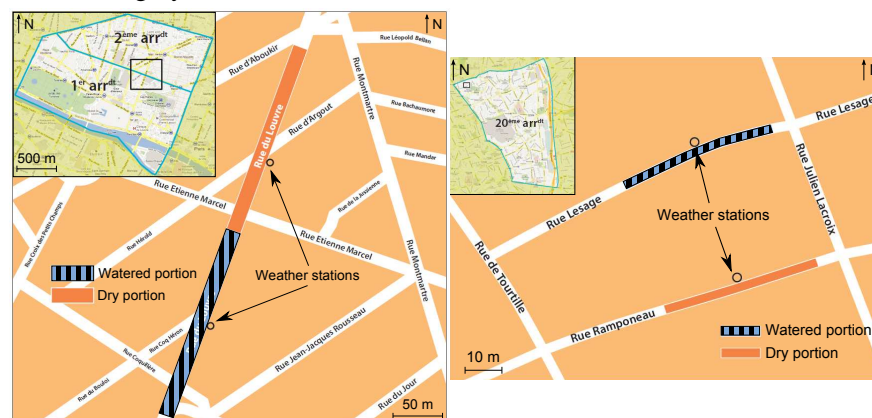 N
2ème arrdt
1er arrdt
500 m
N
Rue Léopold Bellan
Rue d'Aboukir
Rue Montmartre
Rue du Louvre
Rue d'Argout
Rue Bachaumont
Rue Mandar
Rue Etienne Marcel
Rue de la Jussienne
Rue Croix des Petits Champs
Rue Hérold
Rue Etienne Marcel
Rue Montmartre
Watered portion
Dry portion
Weather stations
Rue Coq Héron
Rue Coquillière
Rue Jean-Jacques Rousseau
Rue du Bouloi
Rue du Jour
50 m
N
20ème arrdt
N
Rue Lesage
Rue Lesage
Rue Julien Lacroix
Weather stations
Rue de Tourtille
Rue Ramponeau
Watered portion
Dry portion
10 m